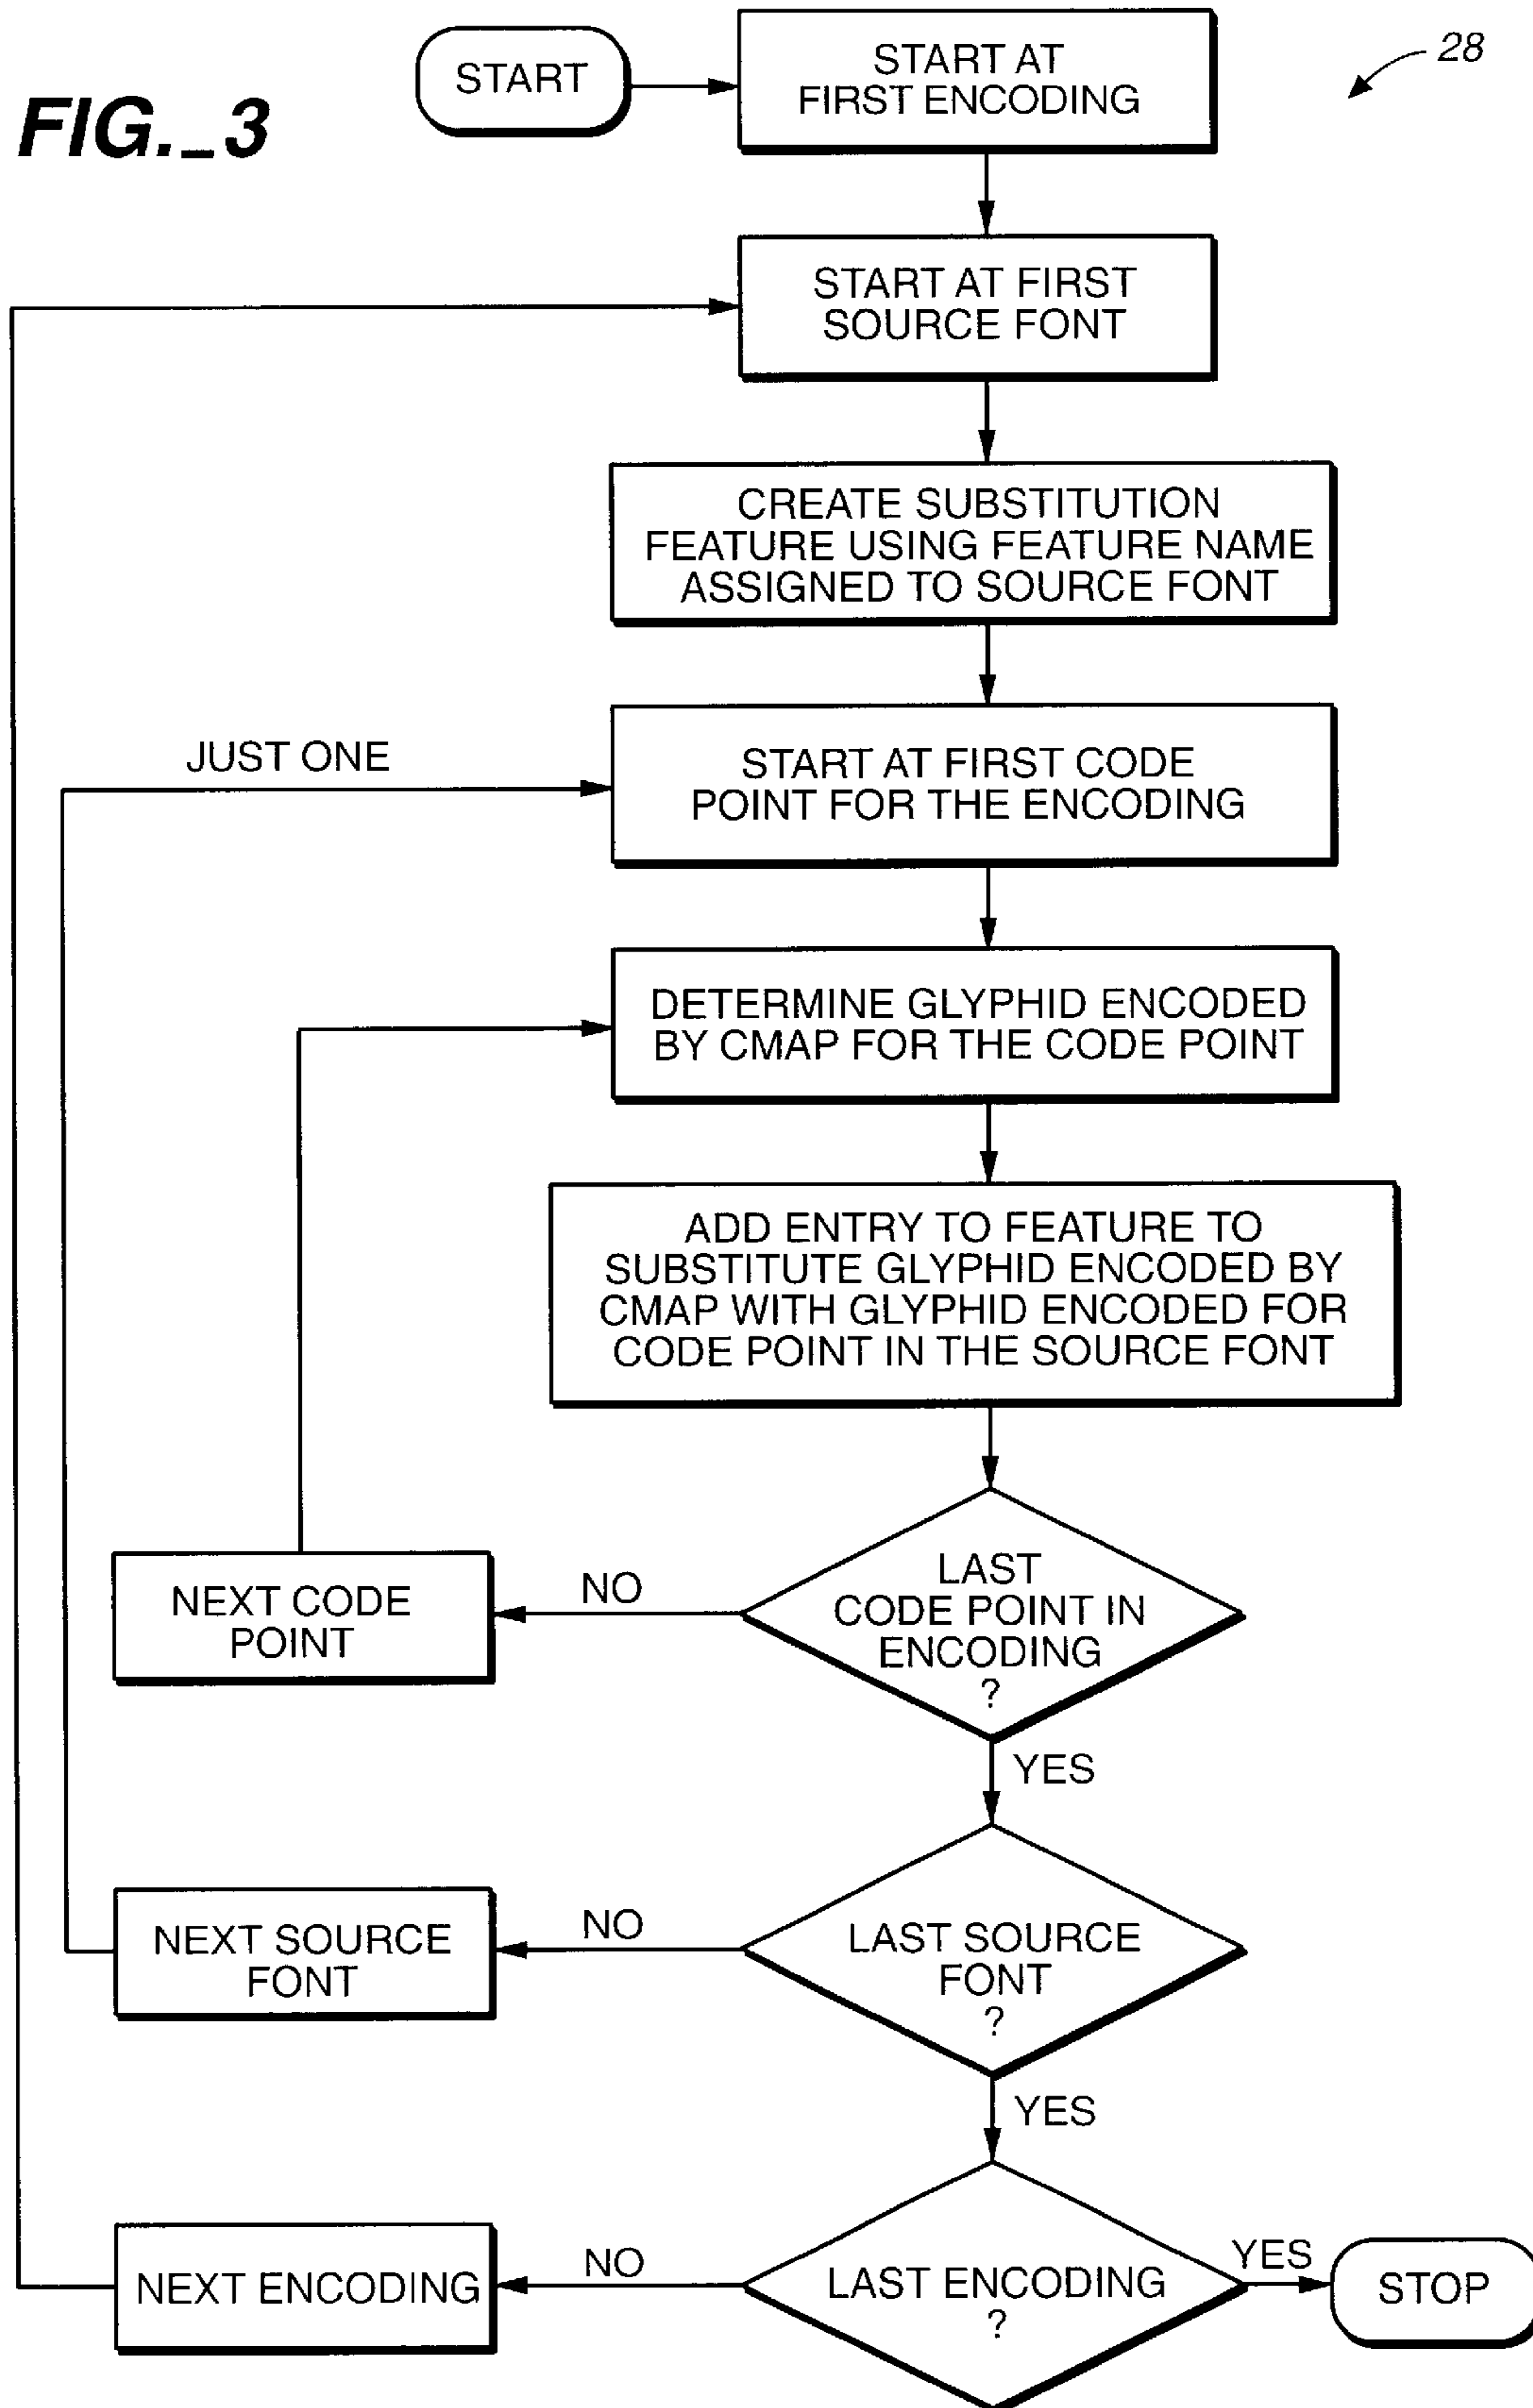 FIG._3
START
START AT
FIRST ENCODING
28
START AT FIRST
SOURCE FONT
CREATE SUBSTITUTION
FEATURE USING FEATURE NAME
ASSIGNED TO SOURCE FONT
JUST ONE
START AT FIRST CODE
POINT FOR THE ENCODING
DETERMINE GLYPHID ENCODED
BY CMAP FOR THE CODE POINT
ADD ENTRY TO FEATURE TO
SUBSTITUTE GLYPHID ENCODED BY
CMAP WITH GLYPHID ENCODED FOR
CODE POINT IN THE SOURCE FONT
LAST
CODE POINT IN
ENCODING
?
NO
NEXT CODE
POINT
YES
LAST SOURCE
FONT
?
NO
NEXT SOURCE
FONT
YES
LAST ENCODING
?
NO
NEXT ENCODING
YES
STOP